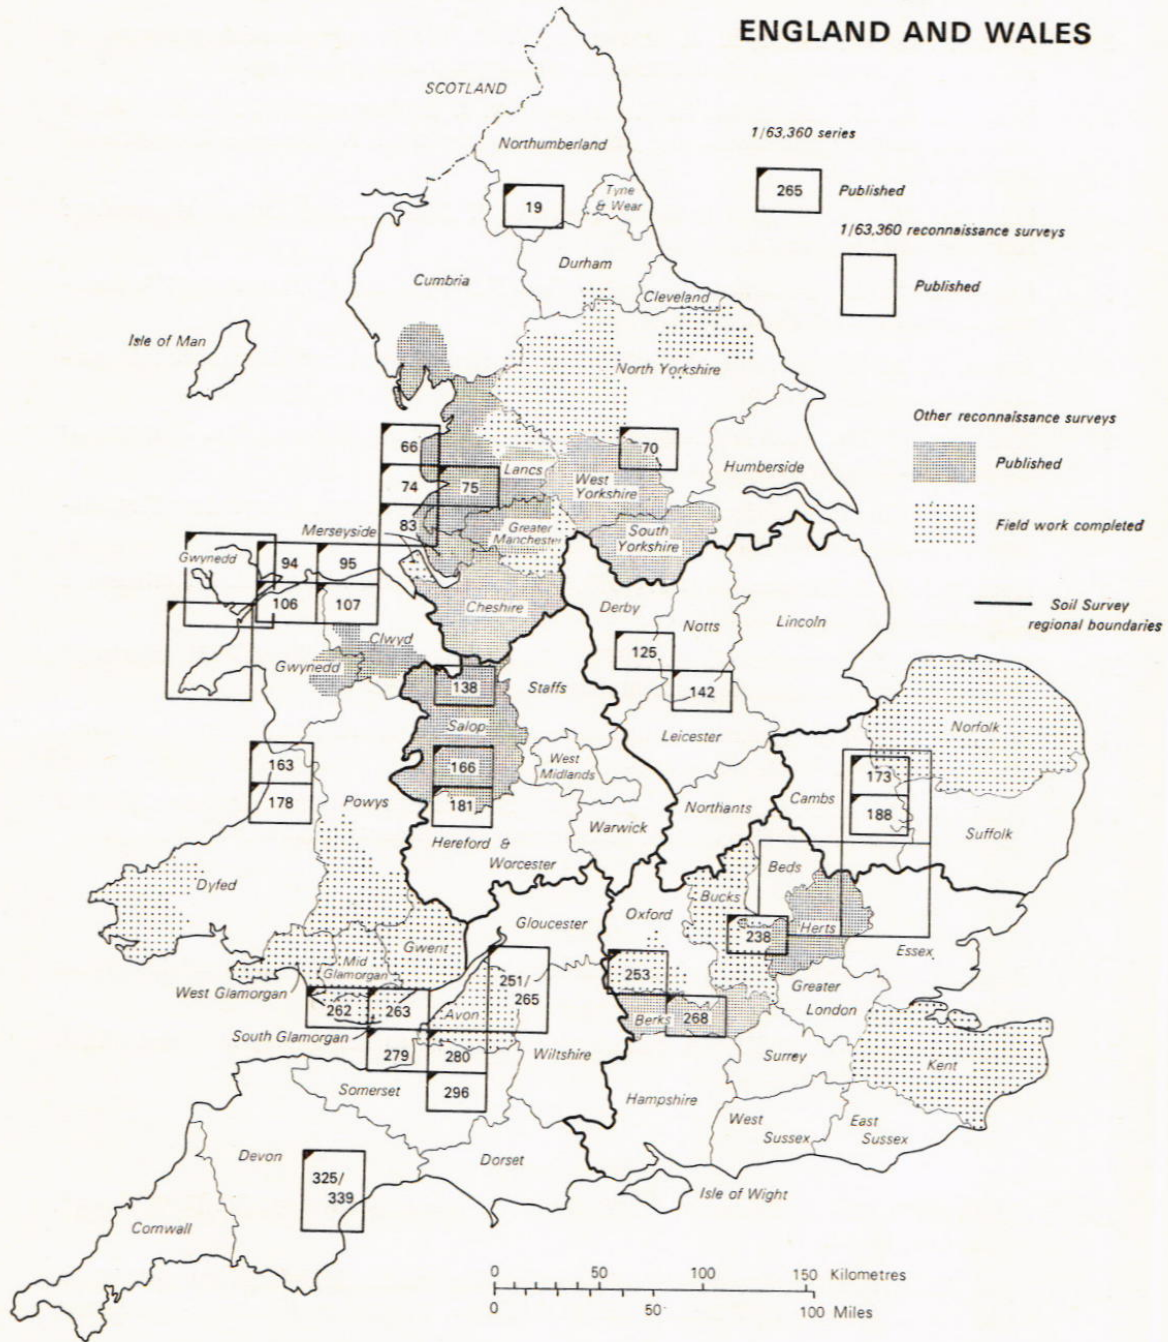 ENGLAND AND WALES
SCOTLAND
1/63,360 series
Northumberland
265
Published
Tyne
& Wear
19
1/63,360 reconnaissance surveys
Durham
Cumbria
Published
Cleveland
Isle of Man
North Yorkshire
Other reconnaissance surveys
66
70
Published
Lancs
Humberside
74
75
West
Yorkshire
Field work completed
83
Merseyside
Greater
Manchester
South
Yorkshire
Gwynedd
94
95
106
107
Cheshire
Derby
Notts
Lincoln
Soil Survey
regional boundaries
Clwyd
125
Gwynedd
138
Staffs
142
Salop
Norfolk
Leicester
163
166
West
Midlands
173
178
Powys
181
Cambs
188
Northants
Warwick
Suffolk
Hereford &
Worcester
Beds
Dyfed
Bucks
Oxford
Gloucester
Herts
238
Gwent
Essex
Mid
Glamorgan
253
251/
265
West Glamorgan
Greater
London
262
263
Avon
Berks
268
South Glamorgan
279
280
Wiltshire
Surrey
Kent
Somerset
296
Hampshire
West
Sussex
East
Sussex
Devon
Dorset
325/
339
Isle of Wight
Cornwall
0 50 100 150 Kilometres
0 50 100 Miles